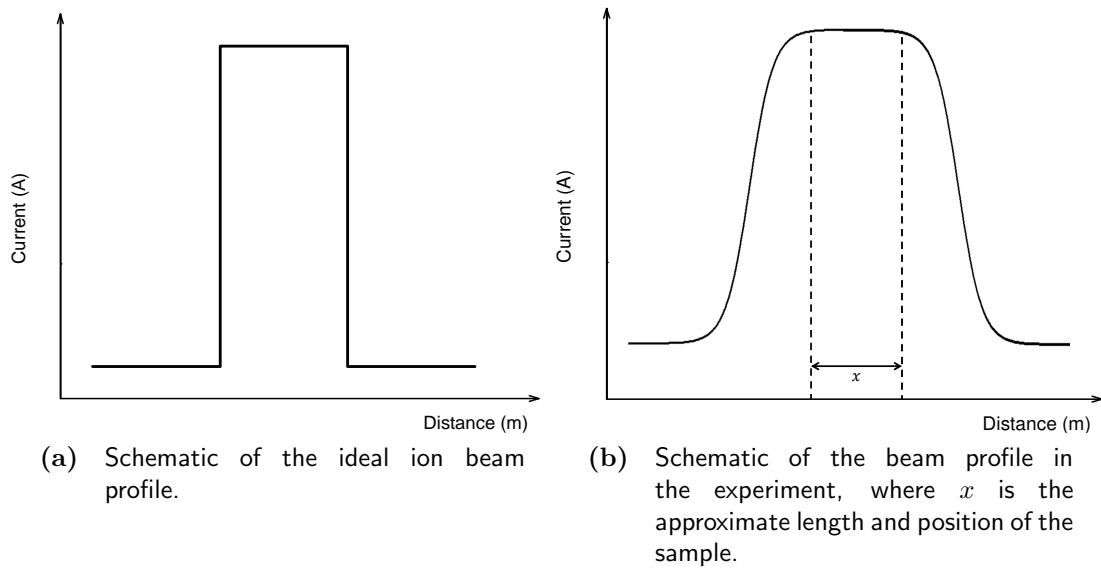 Current (A)
Distance (m)
(a) Schematic of the ideal ion beam
profile.
Current (A)
x
Distance (m)
(b) Schematic of the beam profile in
the experiment, where x is the
approximate length and position of the
sample.